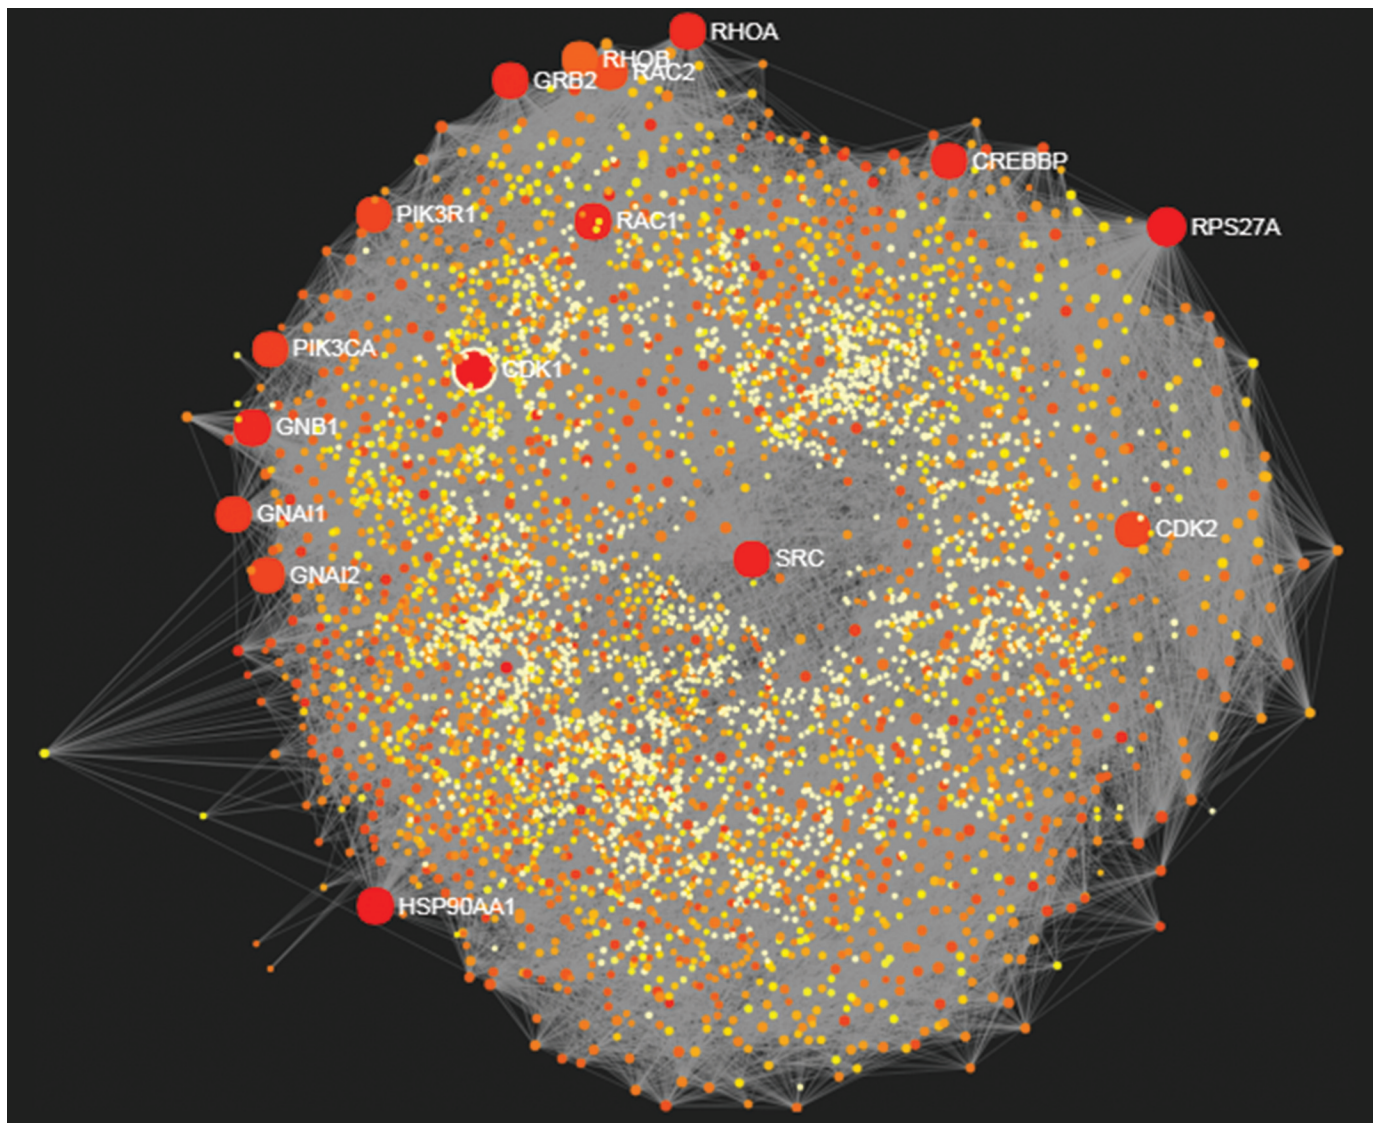 RHOA
RHOB
RAC2
GRB2
CREBBP
PIK3R1
RAC1
RPS27A
PIK3CA
CDK1
GNB1
GNAI1
CDK2
SRC
GNAI2
HSP90AA1